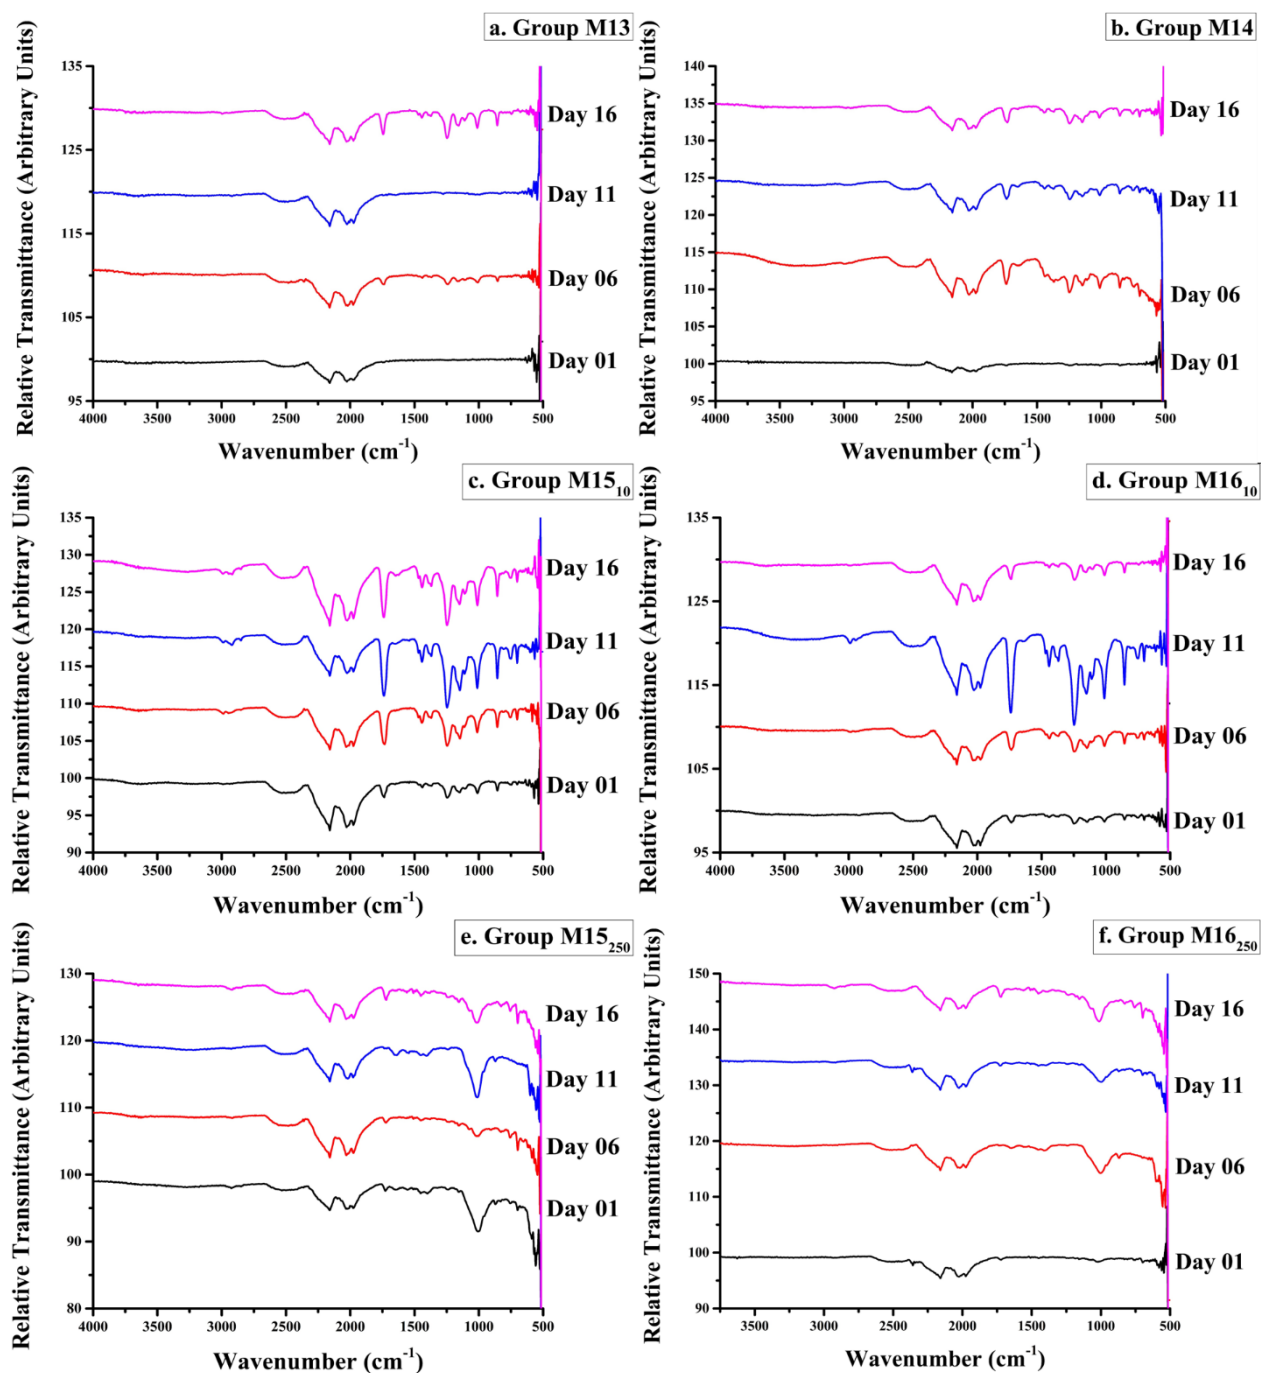 a. Group M13
Relative Transmittance (Arbitrary Units)
135
130
125
120
115
110
105
100
95
Day 16
Day 11
Day 06
Day 01
4000 3500 3000 2500 2000 1500 1000 500
Wavenumber (cm⁻¹)
b. Group M14
Relative Transmittance (Arbitrary Units)
140
135
130
125
120
115
110
105
100
95
Day 16
Day 11
Day 06
Day 01
4000 3500 3000 2500 2000 1500 1000 500
Wavenumber (cm⁻¹)
c. Group M15₁₀
Relative Transmittance (Arbitrary Units)
135
130
125
120
115
110
105
100
95
90
Day 16
Day 11
Day 06
Day 01
4000 3500 3000 2500 2000 1500 1000 500
Wavenumber (cm⁻¹)
d. Group M16₁₀
Relative Transmittance (Arbitrary Units)
135
130
125
120
115
110
105
100
95
Day 16
Day 11
Day 06
Day 01
4000 3500 3000 2500 2000 1500 1000 500
Wavenumber (cm⁻¹)
e. Group M15₂₅₀
Relative Transmittance (Arbitrary Units)
130
120
110
100
90
80
Day 16
Day 11
Day 06
Day 01
4000 3500 3000 2500 2000 1500 1000 500
Wavenumber (cm⁻¹)
f. Group M16₂₅₀
Relative Transmittance (Arbitrary Units)
150
140
130
120
110
100
90
Day 16
Day 11
Day 06
Day 01
3500 3000 2500 2000 1500 1000 500
Wavenumber (cm⁻¹)